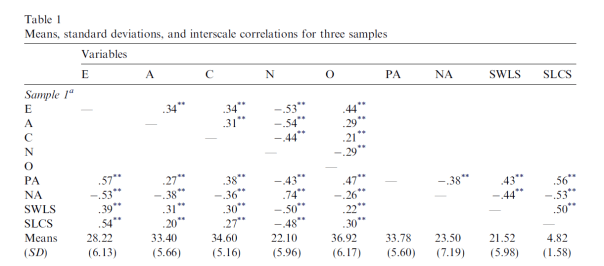 Table 1
Means, standard deviations, and interscale correlations for three samples
Variables
E A C N O PA NA SWLS SLCS
Sample 1a
E — .34** .34** −.53** .44**
A — .31** −.54** .29**
C — −.44** .21**
N — −.29**
O —
PA .57** .27** .38** −.43** .47** — −.38** .43** .56**
NA −.53** −.38** −.36** .74** −.26** — −.44** −.53**
SWLS .39** .31** .30** −.50** .22** — .50**
SLCS .54** .20** .27** −.48** .30** —
Means 28.22 33.40 34.60 22.10 36.92 33.78 23.50 21.52 4.82
(SD) (6.13) (5.66) (5.16) (5.96) (6.17) (5.60) (7.19) (5.98) (1.58)